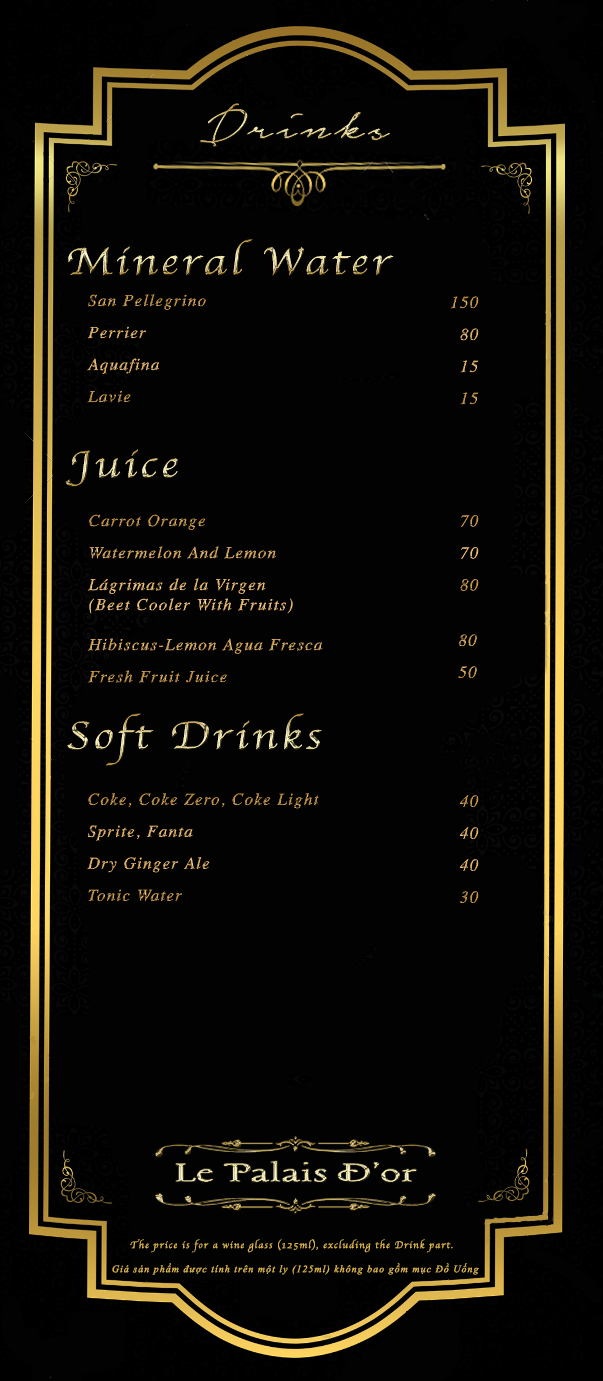 Drinks
Mineral Water
San Pellegrino 150
Perrier 80
Aquafina 15
Lavie 15
Juice
Carrot Orange 70
Watermelon And Lemon 70
Lágrimas de la Virgen 80
(Beet Cooler With Fruits)
Hibiscus-Lemon Agua Fresca 80
Fresh Fruit Juice 50
Soft Drinks
Coke, Coke Zero, Coke Light 40
Sprite, Fanta 40
Dry Ginger Ale 40
Tonic Water 30
Le Palais D'or
The price is for a wine glass (125ml), excluding the Drink part.
Giá sản phẩm được tính trên một ly (125ml) không bao gồm mục Đồ Uống